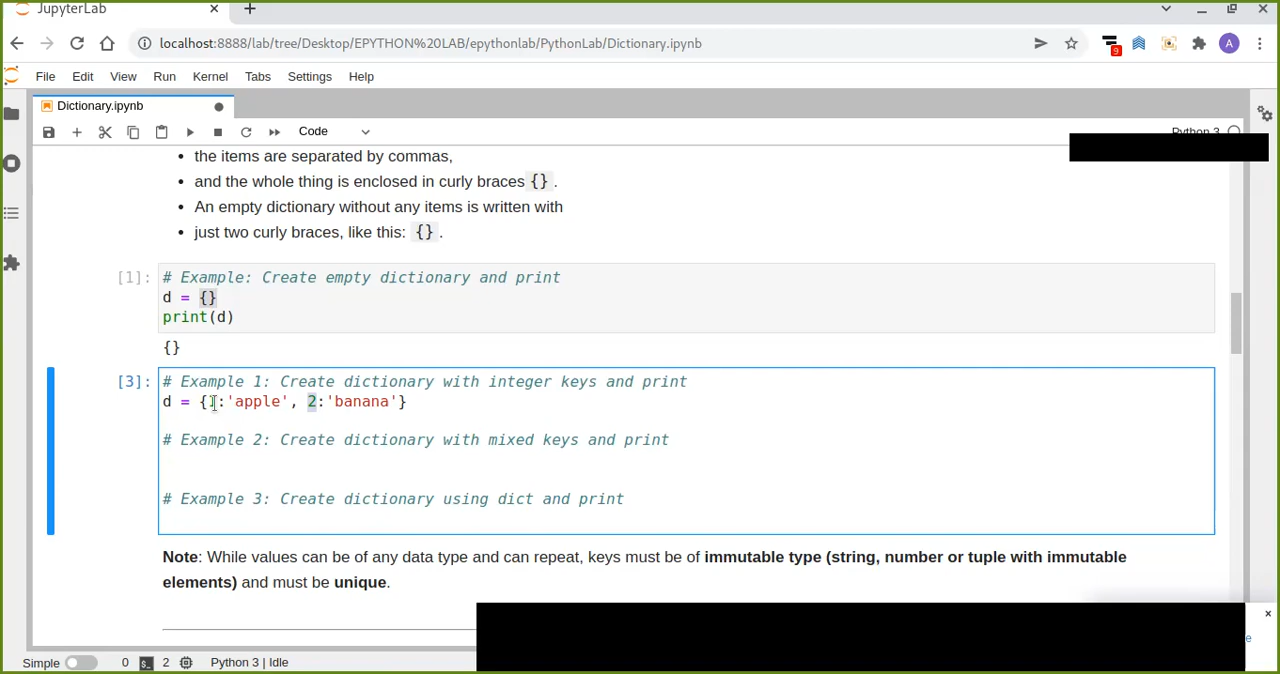 JupyterLab
localhost:8888/lab/tree/Desktop/EPYTHON%20LAB/epythonlab/PythonLab/Dictionary.ipynb
9
A
File Edit View Run Kernel Tabs Settings Help
Dictionary.ipynb
Code
Python 3
• the items are separated by commas,
• and the whole thing is enclosed in curly braces {}.
• An empty dictionary without any items is written with
• just two curly braces, like this: {}.
[1]: # Example: Create empty dictionary and print
d = {}
print(d)
{}
[3]: # Example 1: Create dictionary with integer keys and print
d = {1:'apple', 2:'banana'}
# Example 2: Create dictionary with mixed keys and print
# Example 3: Create dictionary using dict and print
Note: While values can be of any data type and can repeat, keys must be of immutable type (string, number or tuple with immutable
elements) and must be unique.
Simple 0 $_ 2 Python 3 | Idle